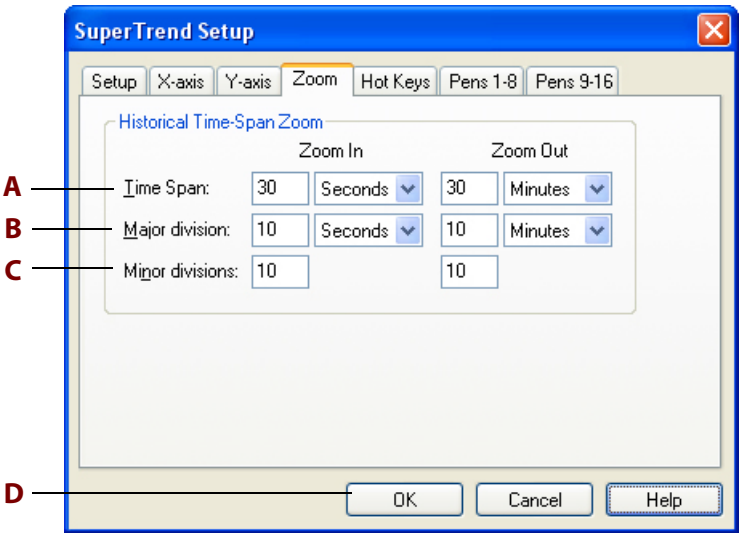 SuperTrend Setup
Setup X-axis Y-axis Zoom Hot Keys Pens 1-8 Pens 9-16
Historical Time-Span Zoom
Zoom In Zoom Out
A Time Span: 30 Seconds 30 Minutes
B Major division: 10 Seconds 10 Minutes
C Minor divisions: 10 10
D OK Cancel Help